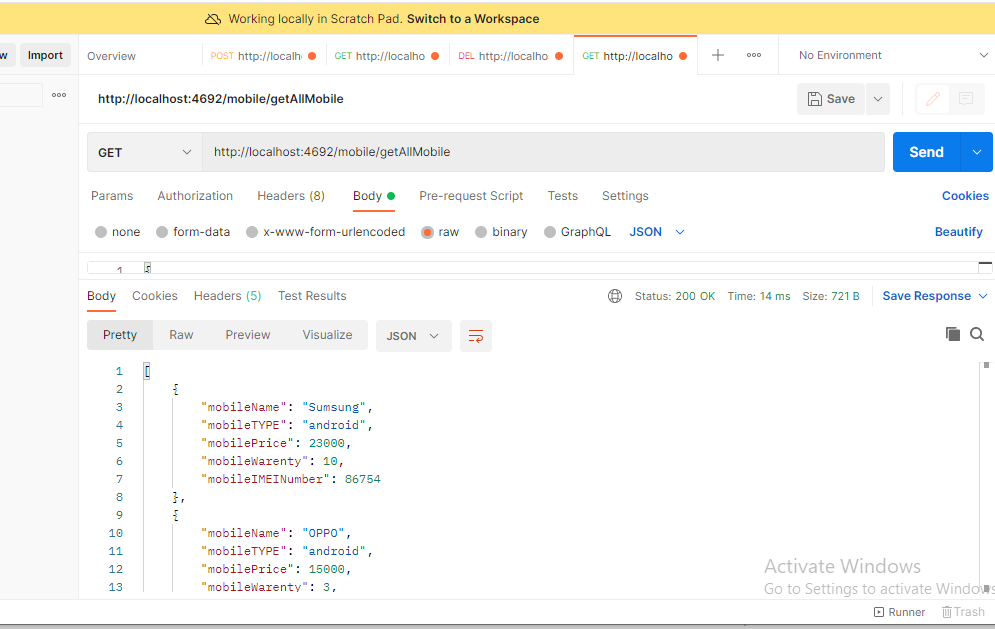 Working locally in Scratch Pad. Switch to a Workspace
w Import Overview POST http://localh GET http://localho DEL http://localho GET http://localho + ooo No Environment
ooo http://localhost:4692/mobile/getAllMobile Save
GET http://localhost:4692/mobile/getAllMobile Send
Params Authorization Headers (8) Body Pre-request Script Tests Settings Cookies
none form-data x-www-form-urlencoded raw binary GraphQL JSON Beautify
1
Body Cookies Headers (5) Test Results Status: 200 OK Time: 14 ms Size: 721 B Save Response
Pretty Raw Preview Visualize JSON
1 [
2 {
3 "mobileName": "Sumsung",
4 "mobileTYPE": "android",
5 "mobilePrice": 23000,
6 "mobileWarenty": 10,
7 "mobileIMEINumber": 86754
8 },
9 {
10 "mobileName": "OPPO",
11 "mobileTYPE": "android",
12 "mobilePrice": 15000,
13 "mobileWarenty": 3,
Activate Windows
Go to Settings to activate Windows
Runner Trash